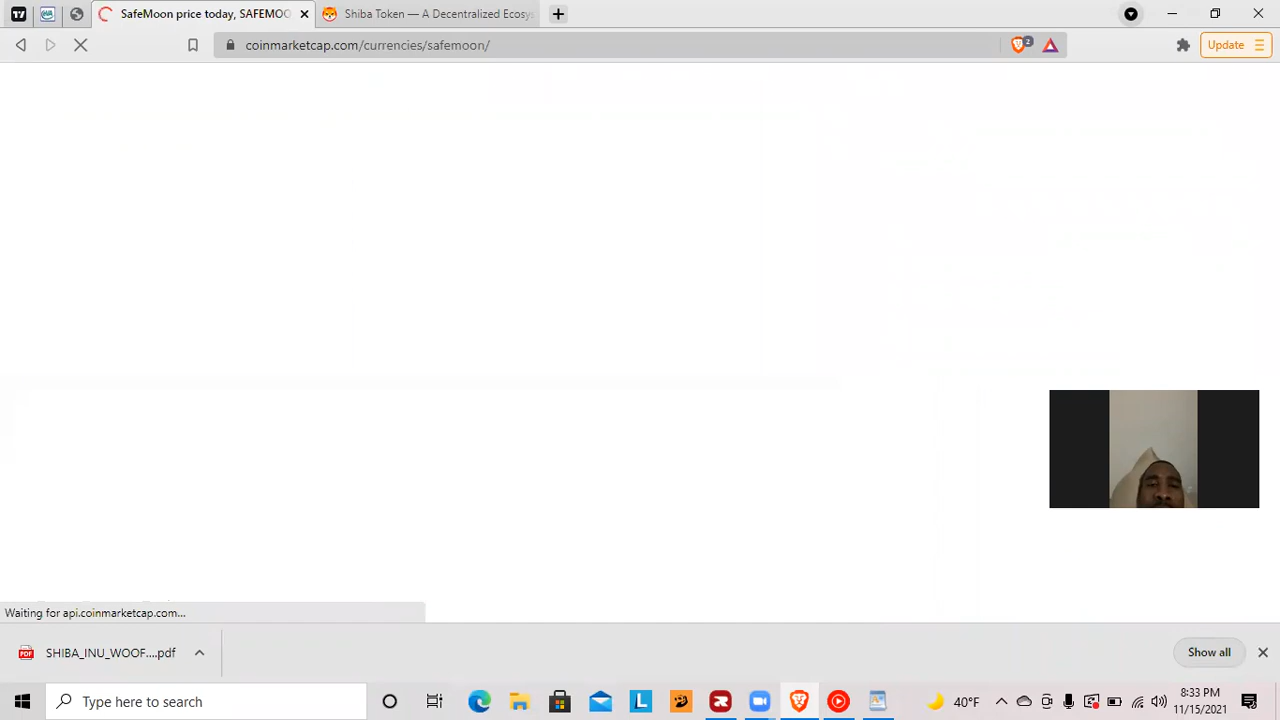 SafeMoon price today, SAFEMOO
Shiba Token — A Decentralized Ecosy
coinmarketcap.com/currencies/safemoon/
2
Update
Waiting for api.coinmarketcap.com...
SHIBA_INU_WOOF....pdf
Show all
Type here to search
40°F
8:33 PM
11/15/2021